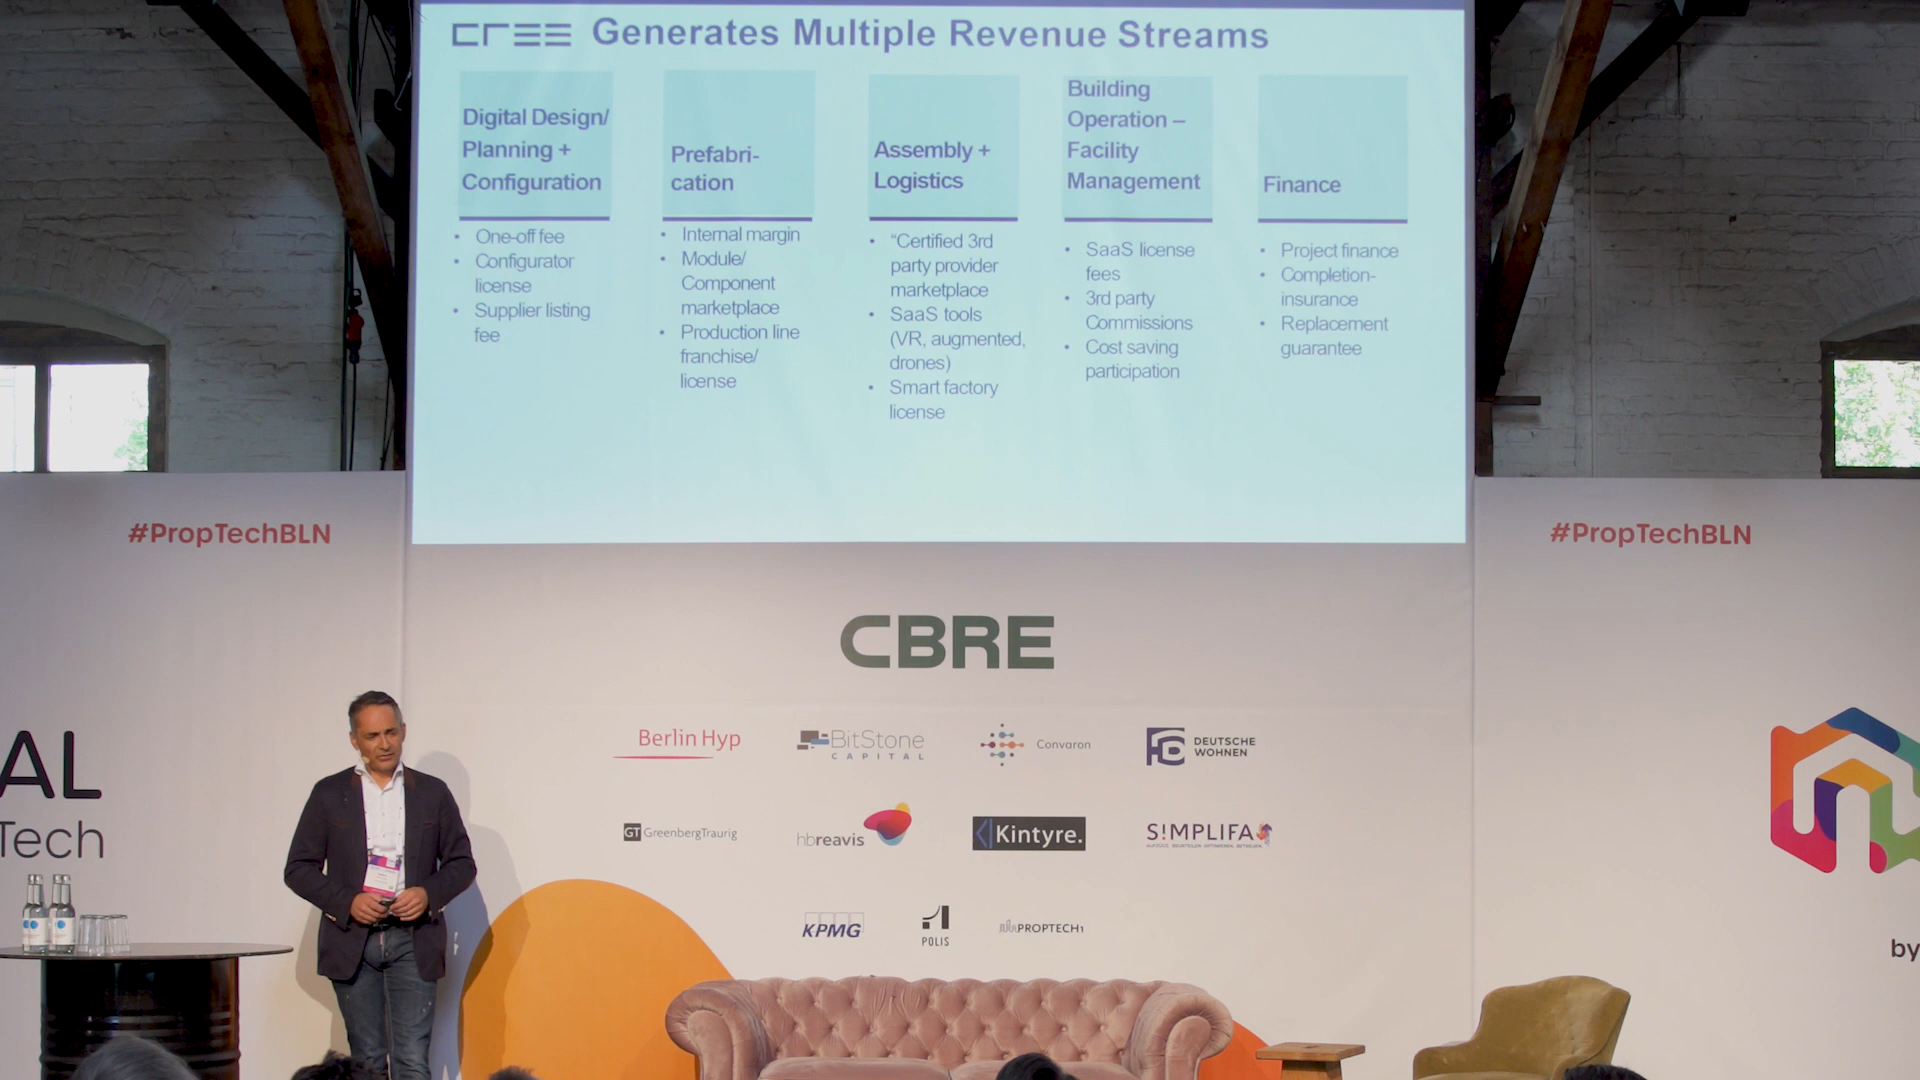 CREE Generates Multiple Revenue Streams
Digital Design/
Planning +
Configuration
• One-off fee
• Configurator
license
• Supplier listing
fee
Prefabri-
cation
• Internal margin
• Module/
Component
marketplace
• Production line
franchise/
license
Assembly +
Logistics
• “Certified 3rd
party provider
marketplace
• SaaS tools
(VR, augmented,
drones)
• Smart factory
license
Building
Operation –
Facility
Management
• SaaS license
fees
• 3rd party
Commissions
• Cost saving
participation
Finance
• Project finance
• Completion-
insurance
• Replacement
guarantee
#PropTechBLN
#PropTechBLN
CBRE
Berlin Hyp
BitStone
CAPITAL
Convaron
DEUTSCHE
WOHNEN
GT GreenbergTraurig
hbreavis
Kintyre.
S!MPLIFA
KPMG
POLIS
PROPTECH1
AL
Tech
by